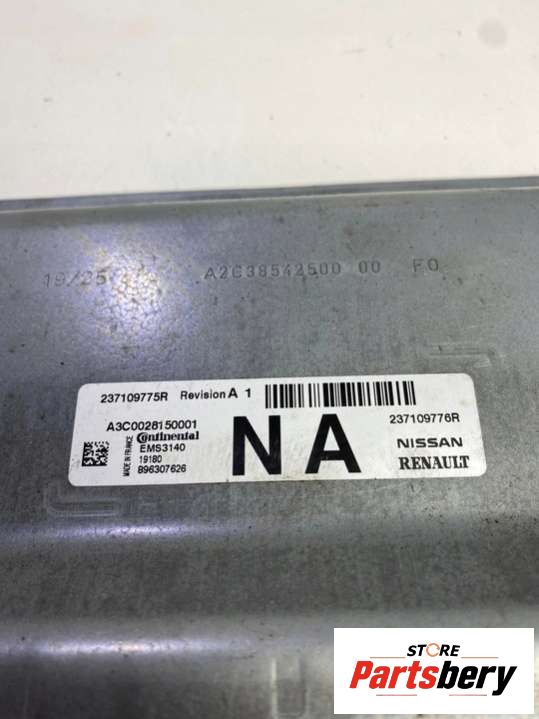 19/25 A2C38542500 00 F0
237109775R Revision A 1
A3C0028150001 237109776R
Continental NA NISSAN
EMS3140 RENAULT
19180
896307626
MADE IN FRANCE
STORE
Partsbery